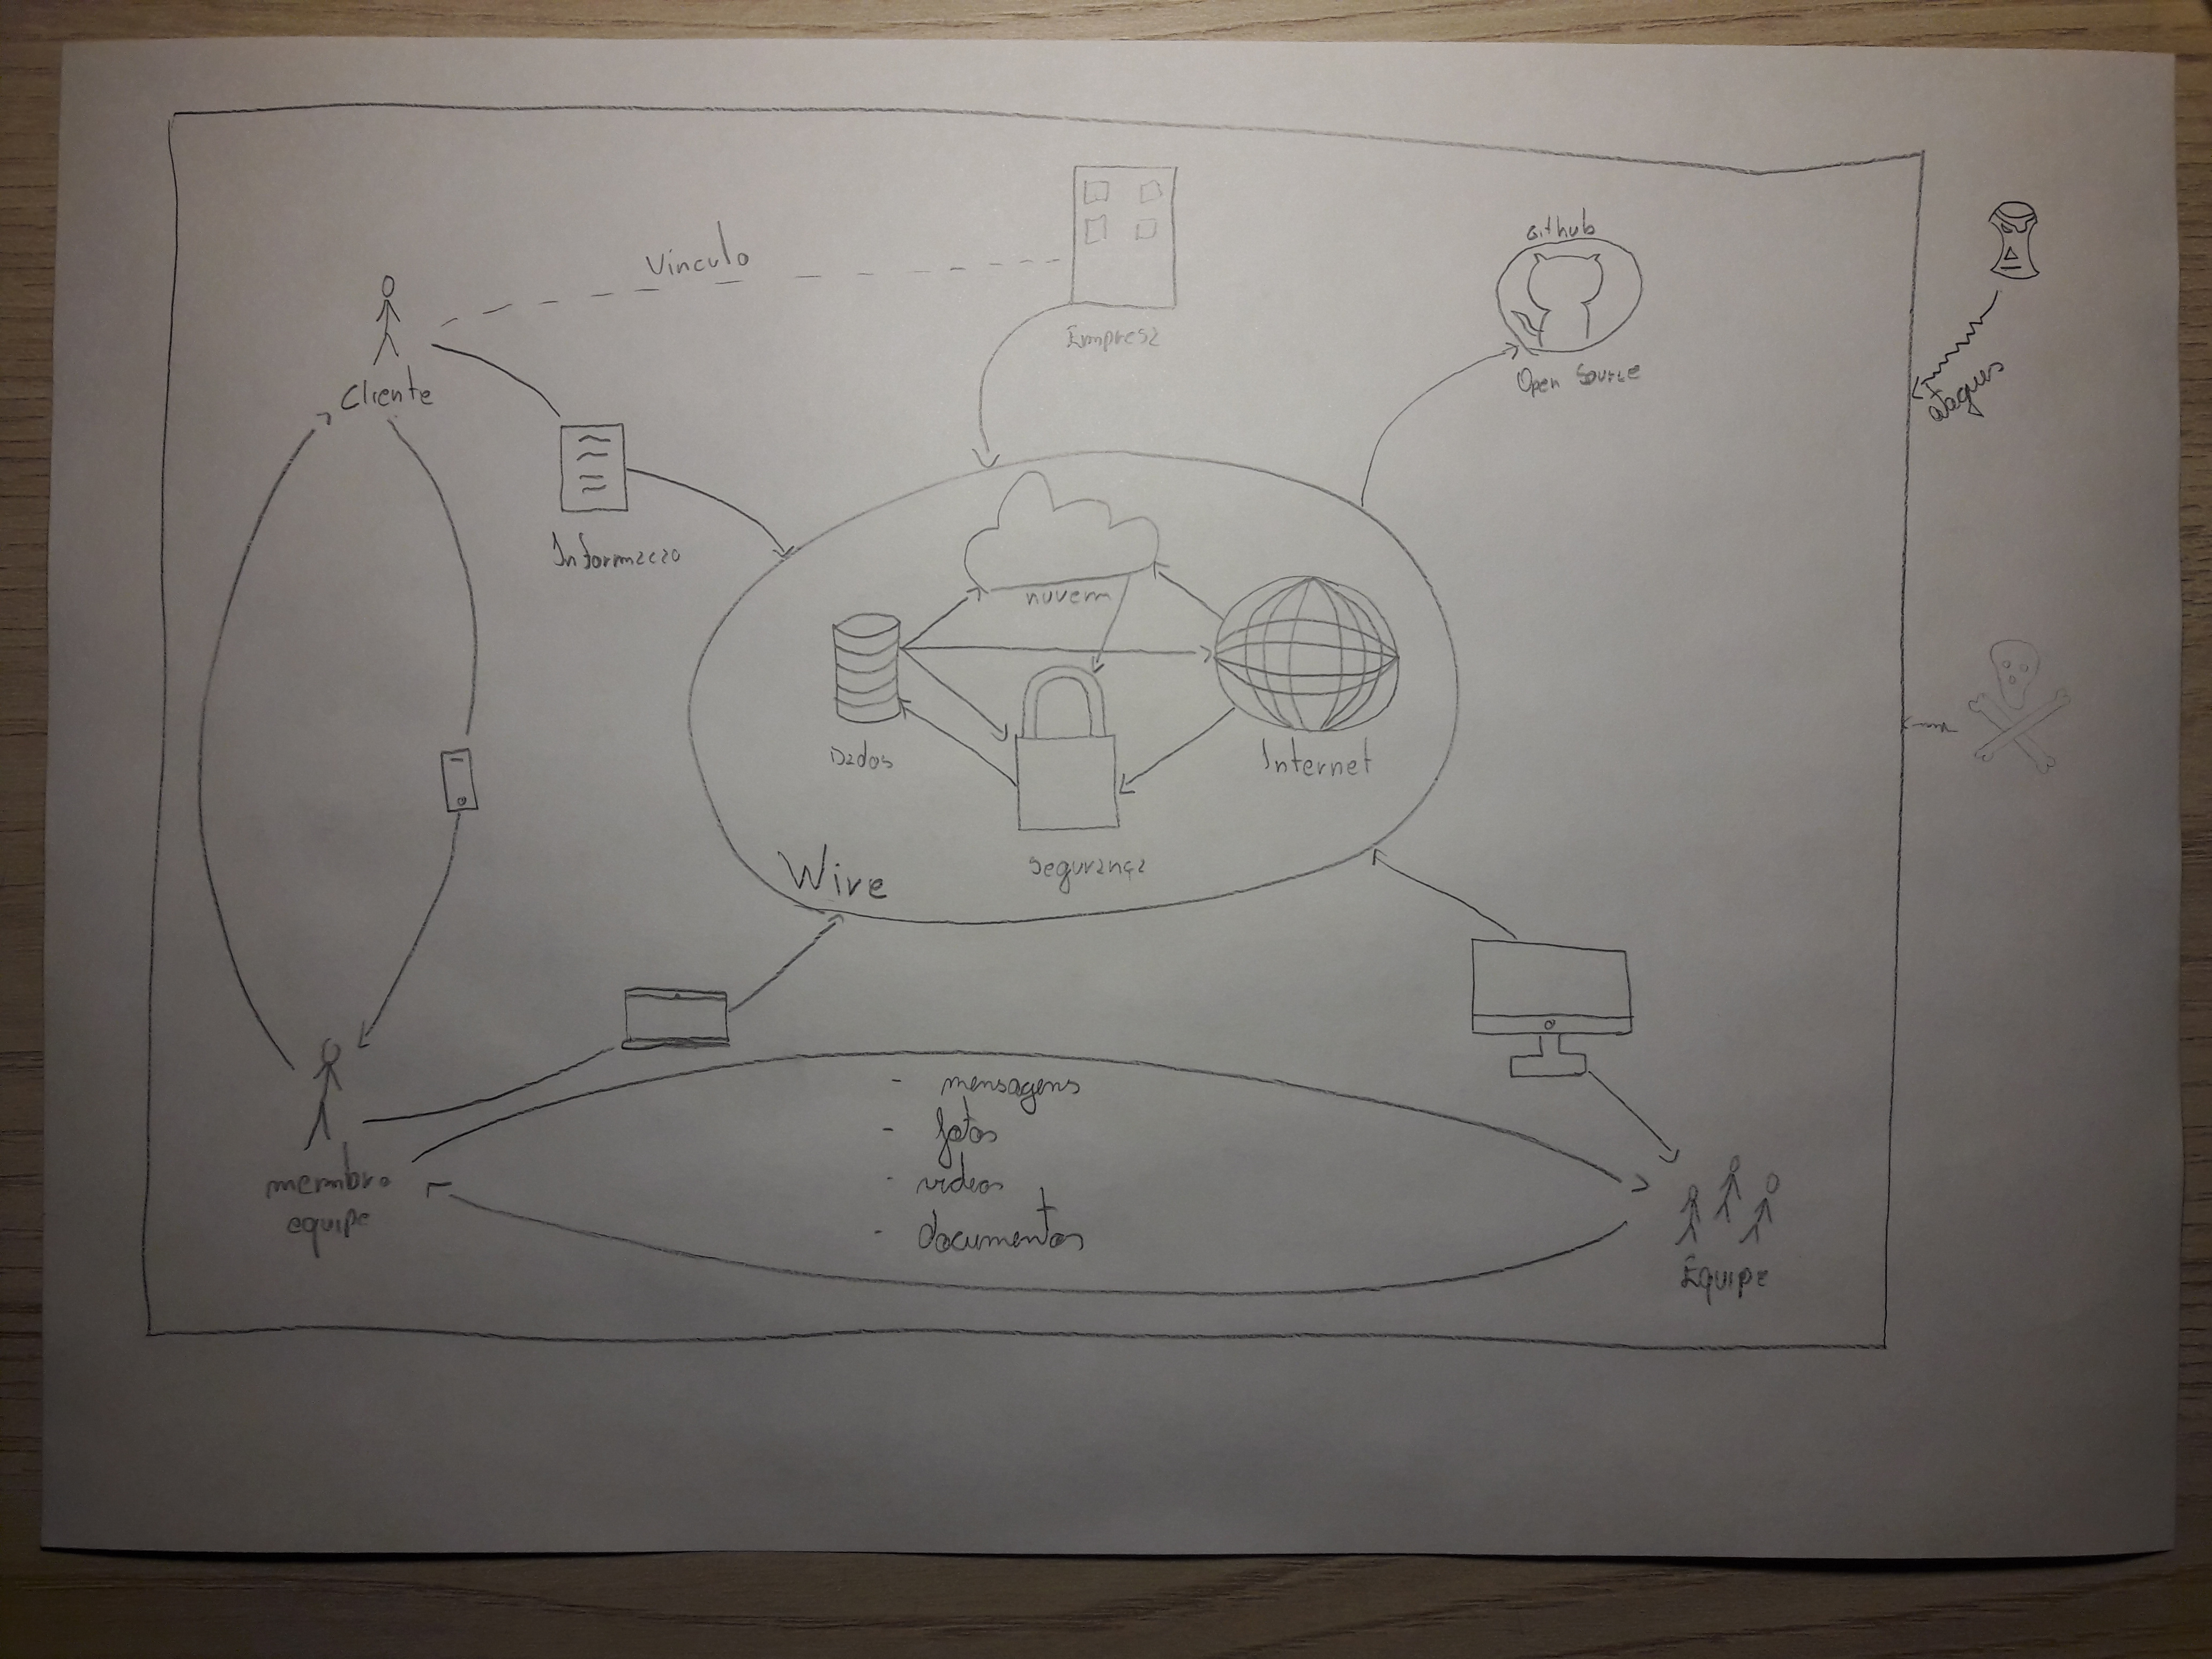 Vinculo
Github
Empresa
Open Source
ataques
Cliente
Informacao
nuvem
Dados
Internet
Segurança
Wire
- mensagens
- fotos
- videos
- documentos
membro
equipe
Equipe